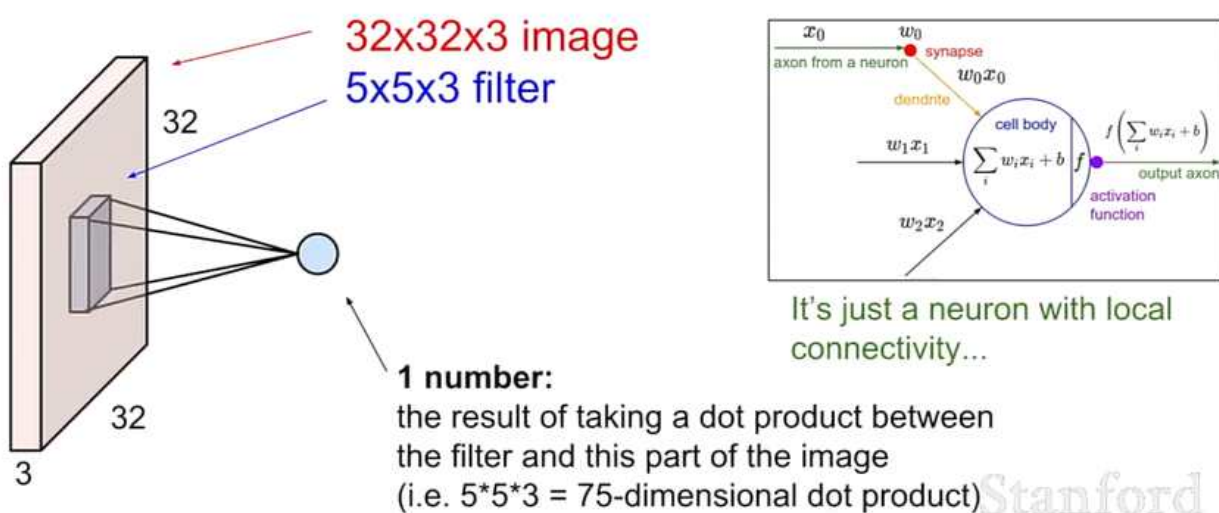 32x32x3 image
5x5x3 filter
32
32
3
1 number:
the result of taking a dot product between
the filter and this part of the image
(i.e. 5*5*3 = 75-dimensional dot product)
x₀
w₀
synapse
axon from a neuron
w₀x₀
dendrite
cell body
f(∑ᵢ wᵢxᵢ + b)
w₁x₁
∑ᵢ wᵢxᵢ + b
f
output axon
activation
function
w₂x₂
It's just a neuron with local
connectivity...
Stanford